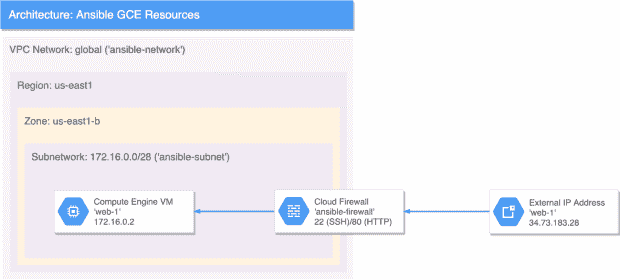 Architecture: Ansible GCE Resources
VPC Network: global ('ansible-network')
Region: us-east1
Zone: us-east1-b
Subnetwork: 172.16.0.0/28 ('ansible-subnet')
Compute Engine VM
'web-1'
172.16.0.2
Cloud Firewall
'ansible-firewall'
22 (SSH)/80 (HTTP)
External IP Address
'web-1'
34.73.183.28